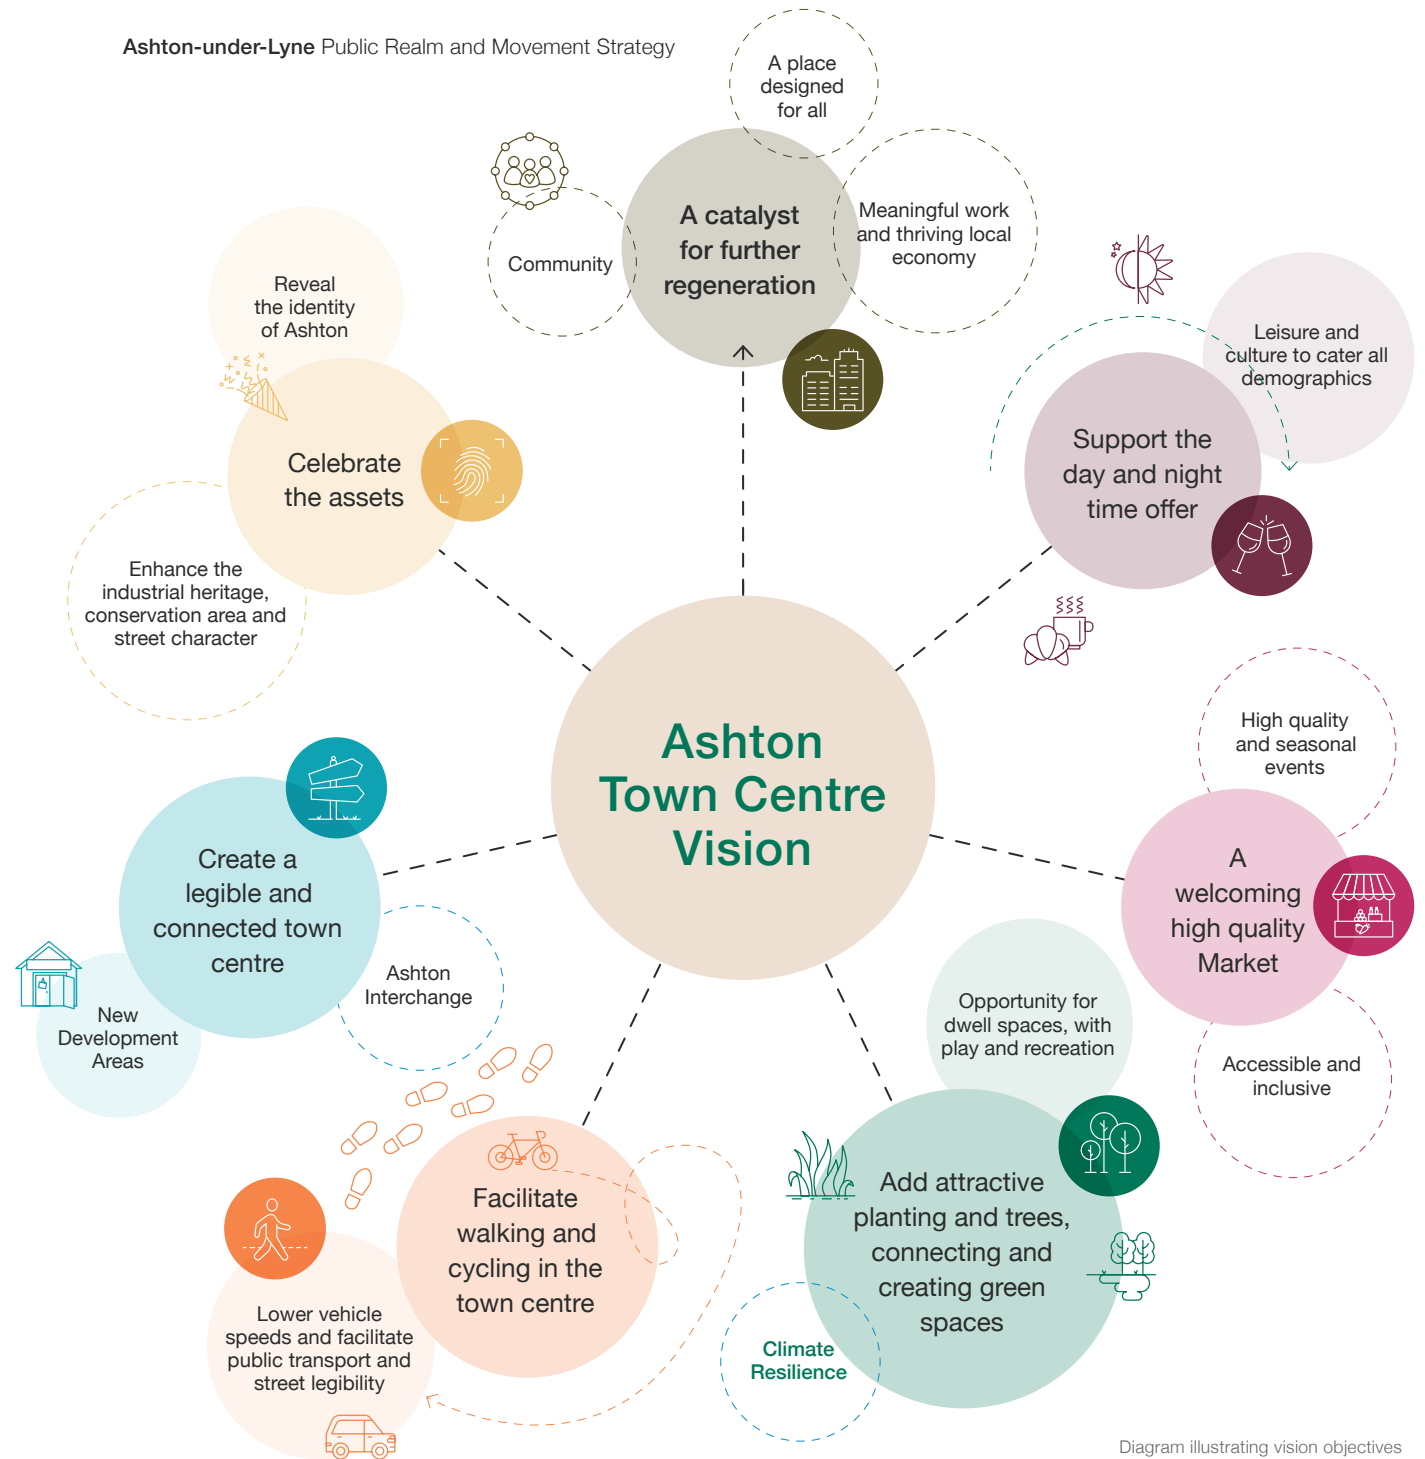 Ashton-under-Lyne Public Realm and Movement Strategy
A place
designed
for all
A catalyst
for further
regeneration
Meaningful work
and thriving local
economy
Community
Reveal
the identity
of Ashton
Celebrate
the assets
Enhance the
industrial heritage,
conservation area and
street character
Leisure and
culture to cater all
demographics
Support the
day and night
time offer
Ashton
Town Centre
Vision
High quality
and seasonal
events
A
welcoming
high quality
Market
Accessible and
inclusive
Create a
legible and
connected town
centre
Ashton
Interchange
New
Development
Areas
Opportunity for
dwell spaces, with
play and recreation
Add attractive
planting and trees,
connecting and
creating green
spaces
Climate
Resilience
Facilitate
walking and
cycling in the
town centre
Lower vehicle
speeds and facilitate
public transport and
street legibility
Diagram illustrating vision objectives